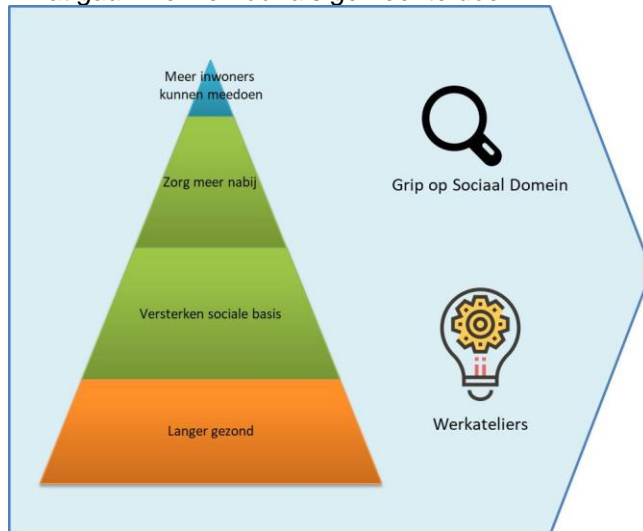 Meer inwoners
kunnen meedoen
Zorg meer nabij
Versterken sociale basis
Langer gezond
Grip op Sociaal Domein
Werkateliers